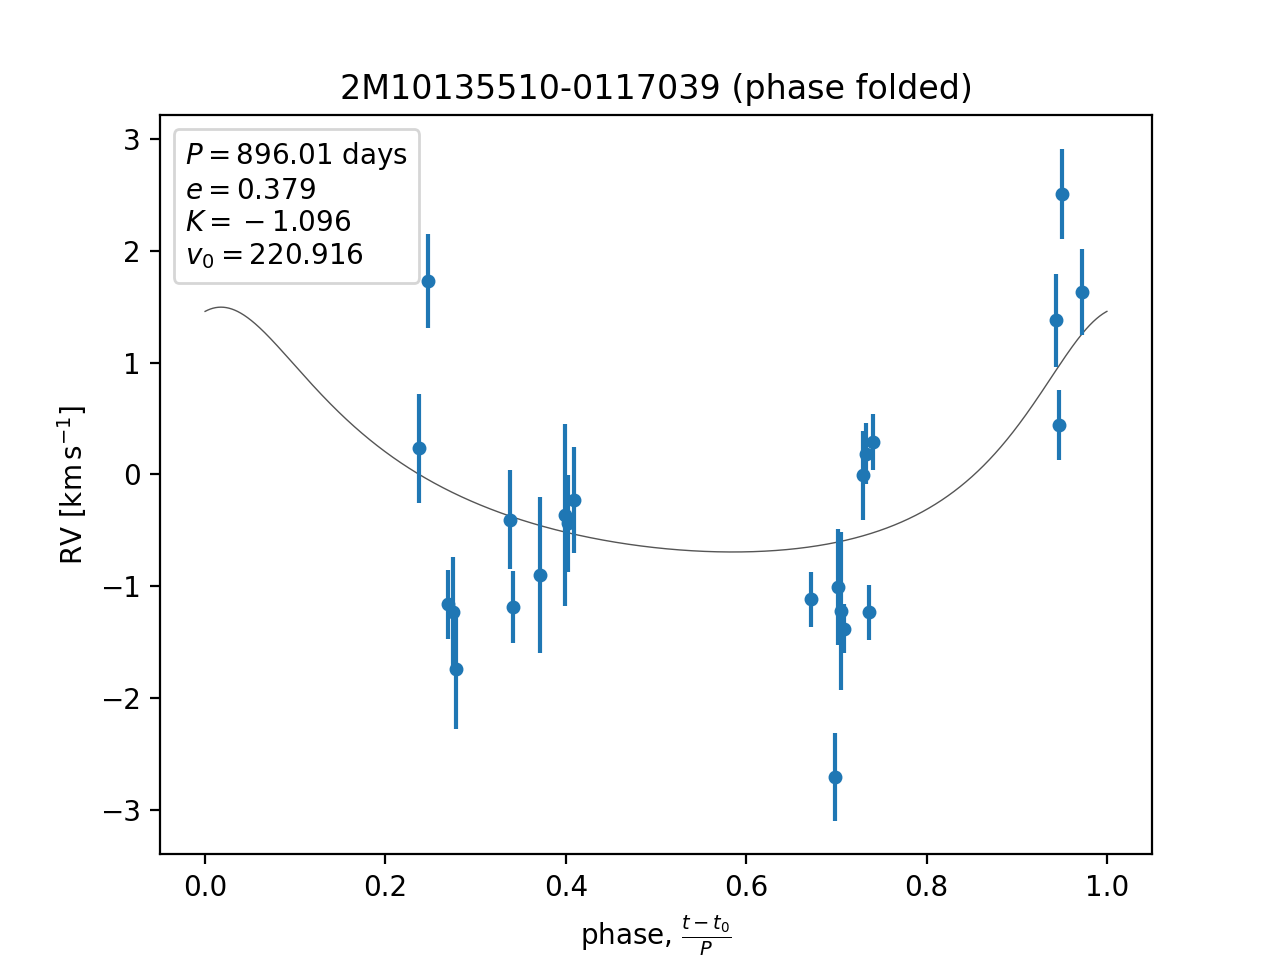 2M10135510-0117039 (phase folded)
P = 896.01 days
e = 0.379
K = −1.096
v₀ = 220.916
3
2
1
0
−1
−2
−3
RV [km s⁻¹]
0.0 0.2 0.4 0.6 0.8 1.0
phase, (t − t₀)/P